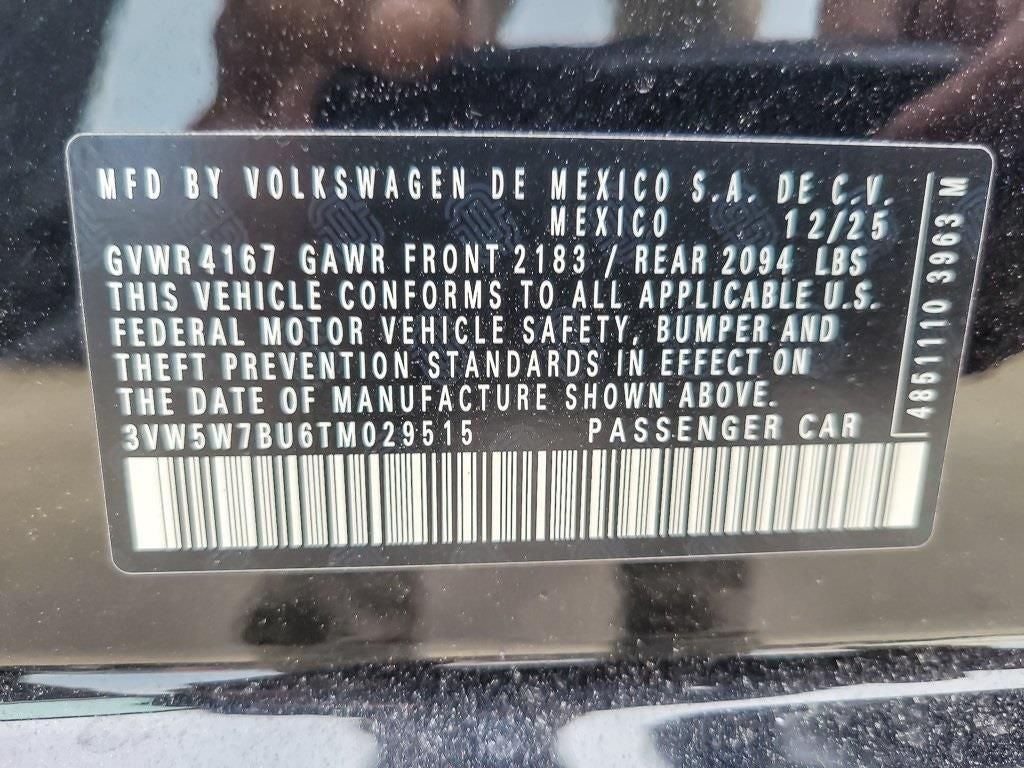 MFD BY VOLKSWAGEN DE MEXICO S.A. DE C.V.
MEXICO 12/25
GVWR 4167 GAWR FRONT 2183 / REAR 2094 LBS
THIS VEHICLE CONFORMS TO ALL APPLICABLE U.S.
FEDERAL MOTOR VEHICLE SAFETY, BUMPER AND
THEFT PREVENTION STANDARDS IN EFFECT ON
THE DATE OF MANUFACTURE SHOWN ABOVE.
3VW5W7BU6TM029515 PASSENGER CAR
4851110 3963 M